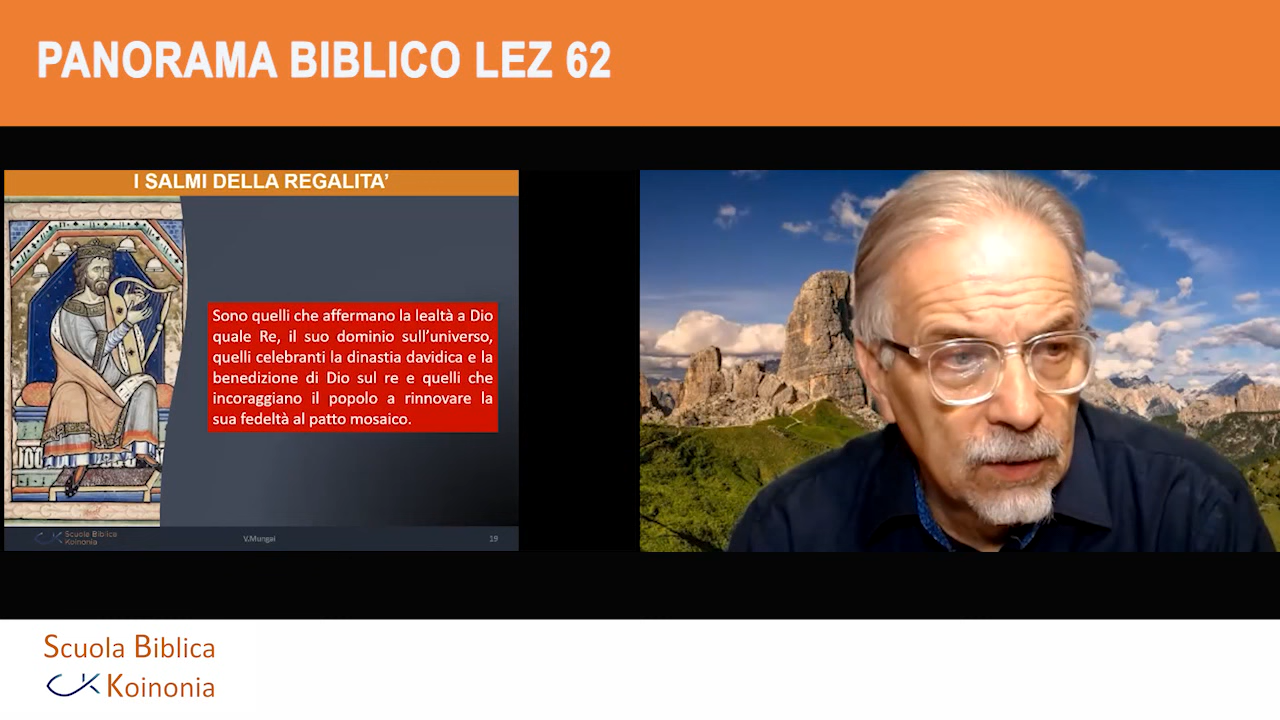 PANORAMA BIBLICO LEZ 62
I SALMI DELLA REGALITA'
Sono quelli che affermano la lealtà a Dio
quale Re, il suo dominio sull'universo,
quelli celebranti la dinastia davidica e la
benedizione di Dio sul re e quelli che
incoraggiano il popolo a rinnovare la
sua fedeltà al patto mosaico.
Scuola Biblica
Koinonia
V.Mungai
19
Scuola Biblica
Koinonia